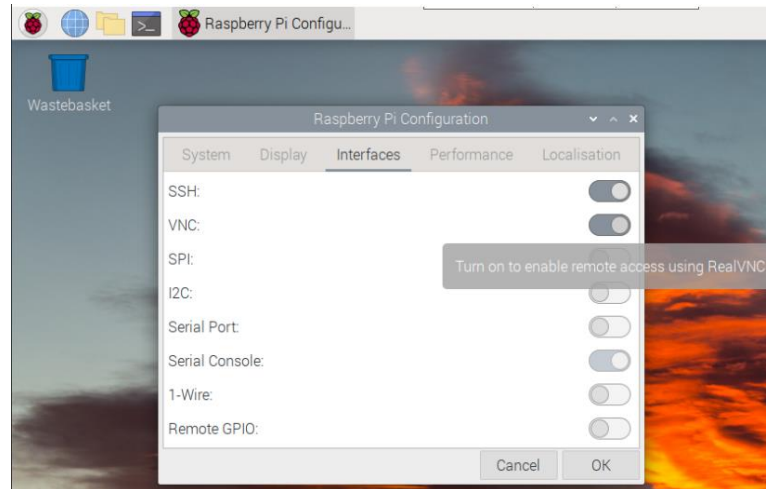 Raspberry Pi Configu...
Wastebasket
Raspberry Pi Configuration
System Display Interfaces Performance Localisation
SSH:
VNC:
Turn on to enable remote access using RealVNC
SPI:
I2C:
Serial Port:
Serial Console:
1-Wire:
Remote GPIO:
Cancel OK